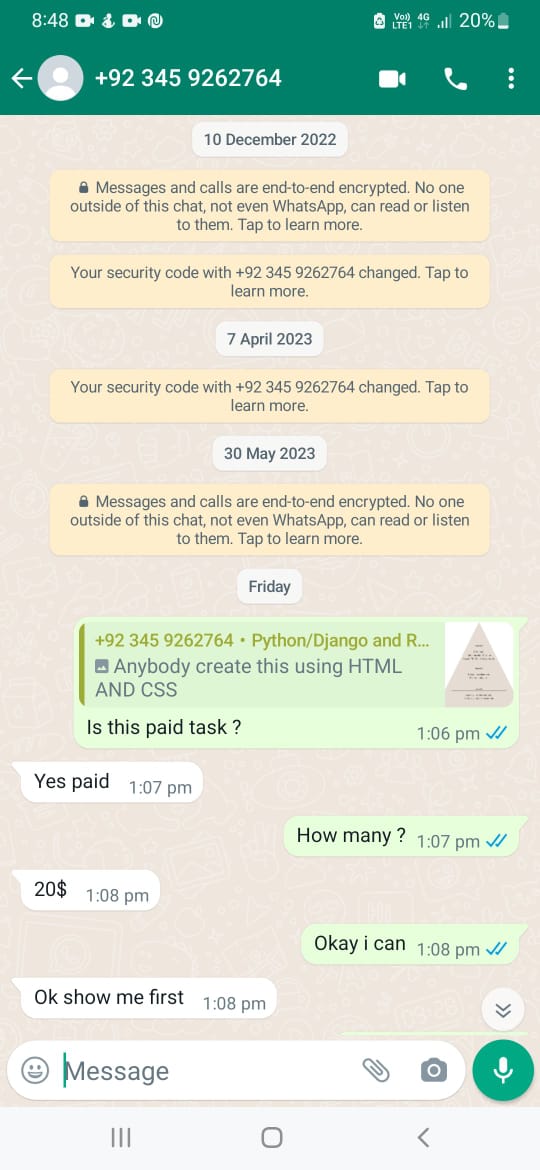 8:48
Vo)) 4G
LTE1
20%
+92 345 9262764
10 December 2022
Messages and calls are end-to-end encrypted. No one
outside of this chat, not even WhatsApp, can read or listen
to them. Tap to learn more.
Your security code with +92 345 9262764 changed. Tap to
learn more.
7 April 2023
Your security code with +92 345 9262764 changed. Tap to
learn more.
30 May 2023
Messages and calls are end-to-end encrypted. No one
outside of this chat, not even WhatsApp, can read or listen
to them. Tap to learn more.
Friday
+92 345 9262764 • Python/Django and R...
Anybody create this using HTML
AND CSS
Is this paid task ?
1:06 pm
Yes paid
1:07 pm
How many ?
1:07 pm
20$
1:08 pm
Okay i can
1:08 pm
Ok show me first
1:08 pm
Message